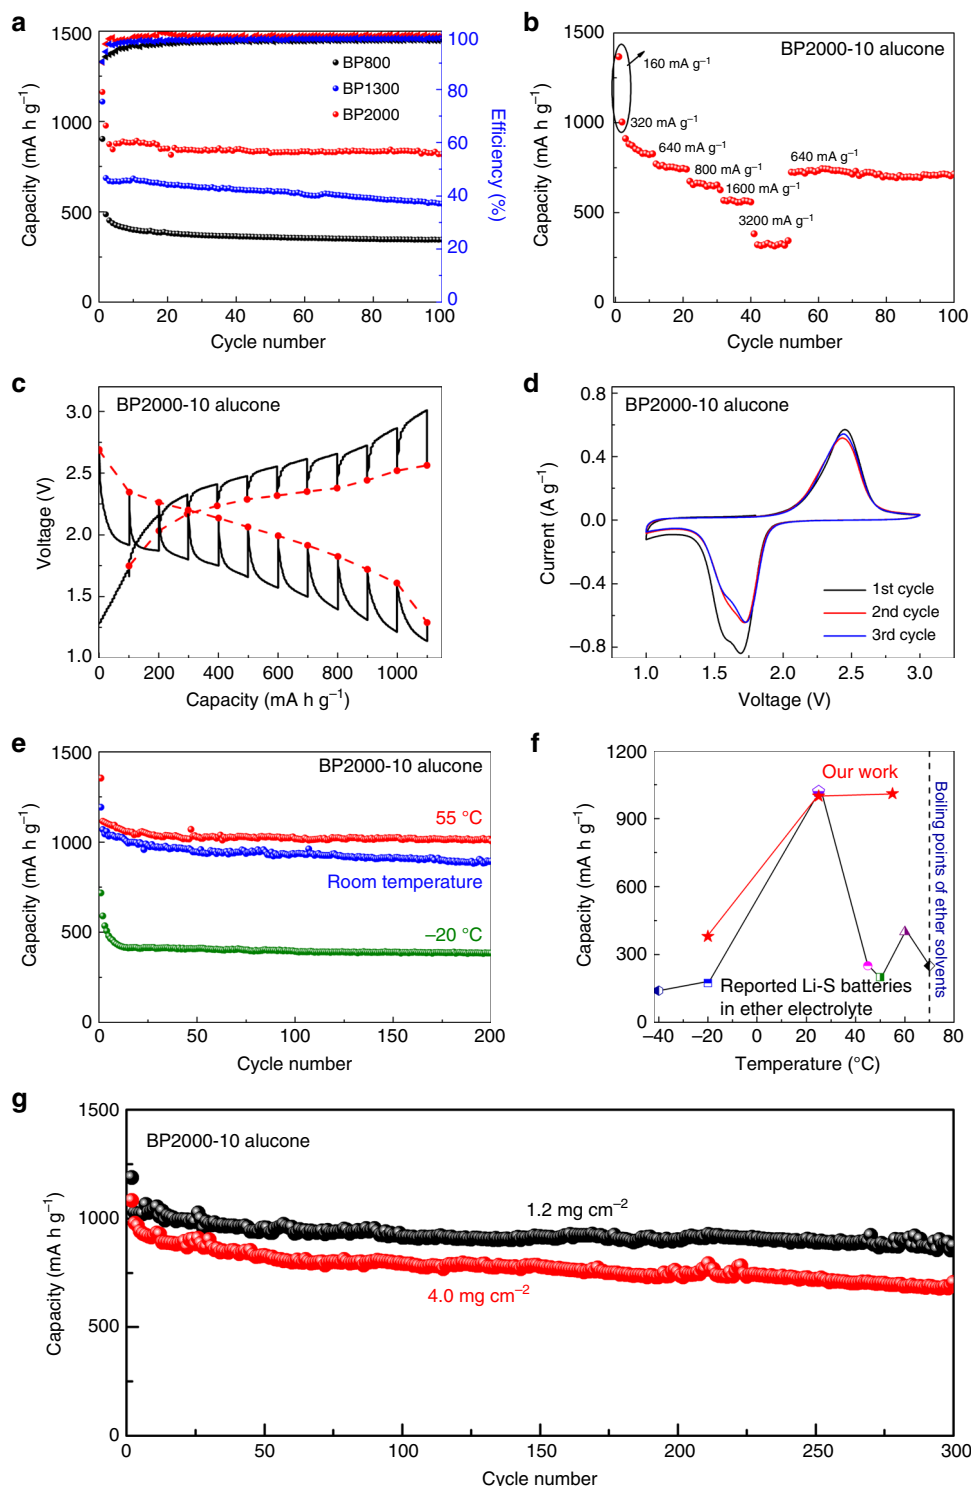 a
1500
1000
500
0
Capacity (mA h g⁻¹)
100
80
60
40
20
0
Efficiency (%)
BP800
BP1300
BP2000
0 20 40 60 80 100
Cycle number
b
BP2000-10 alucone
1500
1000
500
0
Capacity (mA h g⁻¹)
160 mA g⁻¹
320 mA g⁻¹
640 mA g⁻¹
800 mA g⁻¹
1600 mA g⁻¹
3200 mA g⁻¹
640 mA g⁻¹
0 20 40 60 80 100
Cycle number
c
BP2000-10 alucone
3.0
2.5
2.0
1.5
1.0
Voltage (V)
0 200 400 600 800 1000
Capacity (mA h g⁻¹)
d
BP2000-10 alucone
0.8
0.4
0.0
−0.4
−0.8
Current (A g⁻¹)
1st cycle
2nd cycle
3rd cycle
1.0 1.5 2.0 2.5 3.0
Voltage (V)
e
BP2000-10 alucone
1500
1000
500
0
Capacity (mA h g⁻¹)
55 °C
Room temperature
−20 °C
0 50 100 150 200
Cycle number
f
1200
900
600
300
0
Capacity (mA h g⁻¹)
Our work
Boiling points of ether solvents
Reported Li-S batteries
in ether electrolyte
−40 −20 0 20 40 60 80
Temperature (°C)
g
BP2000-10 alucone
1500
1000
500
0
Capacity (mA h g⁻¹)
1.2 mg cm⁻²
4.0 mg cm⁻²
0 50 100 150 200 250 300
Cycle number